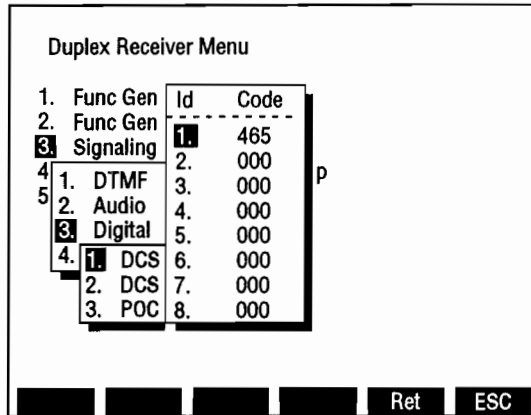 Duplex Receiver Menu
1. Func Gen
2. Func Gen
3. Signaling
4
5
p
1. DTMF
2. Audio
3. Digital
4.
1. DCS
2. DCS
3. POC
Id Code
1. 465
2. 000
3. 000
4. 000
5. 000
6. 000
7. 000
8. 000
Ret ESC